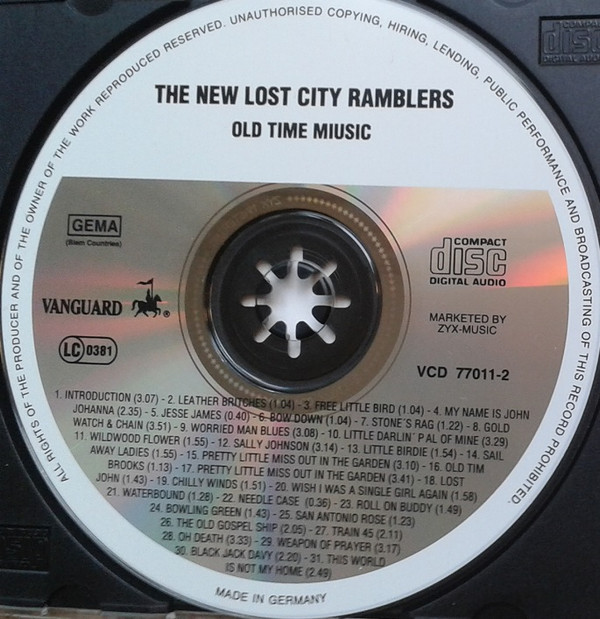 ALL RIGHTS OF THE PRODUCER AND OF THE OWNER OF THE WORK REPRODUCED RESERVED. UNAUTHORISED COPYING, HIRING, LENDING, PUBLIC PERFORMANCE AND BROADCASTING OF THIS RECORD PROHIBITED.
THE NEW LOST CITY RAMBLERS
OLD TIME MIUSIC
GEMA
(Biem Countries)
VANGUARD ®
LC 0381
COMPACT
disc
DIGITAL AUDIO
MARKETED BY
ZYX-MUSIC
VCD 77011-2
1. INTRODUCTION (3.07) - 2. LEATHER BRITCHES (1.04) - 3. FREE LITTLE BIRD (1.04) - 4. MY NAME IS JOHN
JOHANNA (2.35) - 5. JESSE JAMES (0.40) - 6. BOW DOWN (1.04) - 7. STONE´S RAG (1.22) - 8. GOLD
WATCH & CHAIN (3.51) - 9. WORRIED MAN BLUES (3.08) - 10. LITTLE DARLIN´ PAL OF MINE (3.29)
11. WILDWOOD FLOWER (1.55) - 12. SALLY JOHNSON (3.14) - 13. LITTLE BIRDIE (1.54) - 14. SAIL
AWAY LADIES (1.55) - 15. PRETTY LITTLE MISS OUT IN THE GARDEN (3.10) - 16. OLD TIM
BROOKS (1.13) - 17. PRETTY LITTLE MISS OUT IN THE GARDEN (3.41) - 18. LOST
JOHN (1.43) - 19. CHILLY WINDS (1.51) - 20. WISH I WAS A SINGLE GIRL AGAIN (1.58)
21. WATERBOUND (1.28) - 22. NEEDLE CASE (0.36) - 23. ROLL ON BUDDY (1.49)
24. BOWLING GREEN (1.43) - 25. SAN ANTONIO ROSE (1.23)
26. THE OLD GOSPEL SHIP (2.05) - 27. TRAIN 45 (2.11)
28. OH DEATH (3.33) - 29. WEAPON OF PRAYER (3.17)
30. BLACK JACK DAVY (2.20) - 31. THIS WORLD
IS NOT MY HOME (2.49)
MADE IN GERMANY
COMPACT
disc
DIGITAL AUDIO